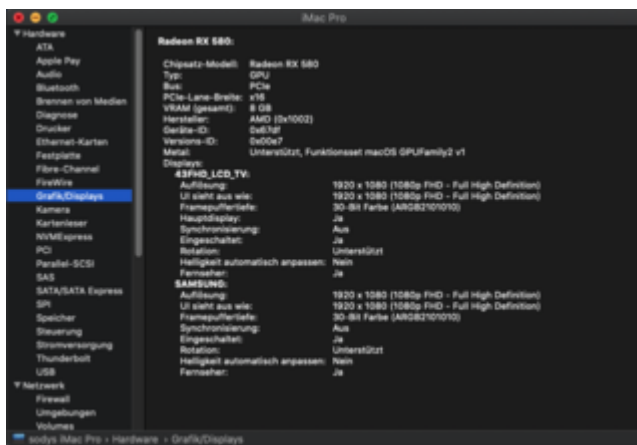 iMac Pro
Hardware
ATA
Apple Pay
Audio
Bluetooth
Brennen von Medien
Diagnose
Drucker
Ethernet-Karten
Festplatte
Fibre-Channel
FireWire
Grafik/Displays
Kamera
Kartenleser
NVMExpress
PCI
Parallel-SCSI
SAS
SATA/SATA Express
SPI
Speicher
Steuerung
Stromversorgung
Thunderbolt
USB
Netzwerk
Firewall
Umgebungen
Volumes
Radeon RX 580:
Chipsatz-Modell: Radeon RX 580
Typ: GPU
Bus: PCIe
PCIe-Lane-Breite: x16
VRAM (gesamt): 8 GB
Hersteller: AMD (0x1002)
Geräte-ID: 0x67df
Versions-ID: 0x00e7
Metal: Unterstützt, Funktionsset macOS GPUFamily2 v1
Displays:
43FHD_LCD_TV:
Auflösung: 1920 x 1080 (1080p FHD - Full High Definition)
UI sieht aus wie: 1920 x 1080 (1080p FHD - Full High Definition)
Framepuffertiefe: 30-Bit Farbe (ARGB2101010)
Hauptdisplay: Ja
Synchronisierung: Aus
Eingeschaltet: Ja
Rotation: Unterstützt
Helligkeit automatisch anpassen: Nein
Fernseher: Ja
SAMSUNG:
Auflösung: 1920 x 1080 (1080p FHD - Full High Definition)
UI sieht aus wie: 1920 x 1080 (1080p FHD - Full High Definition)
Framepuffertiefe: 30-Bit Farbe (ARGB2101010)
Synchronisierung: Aus
Eingeschaltet: Ja
Rotation: Unterstützt
Helligkeit automatisch anpassen: Nein
Fernseher: Ja
sodys iMac Pro › Hardware › Grafik/Displays